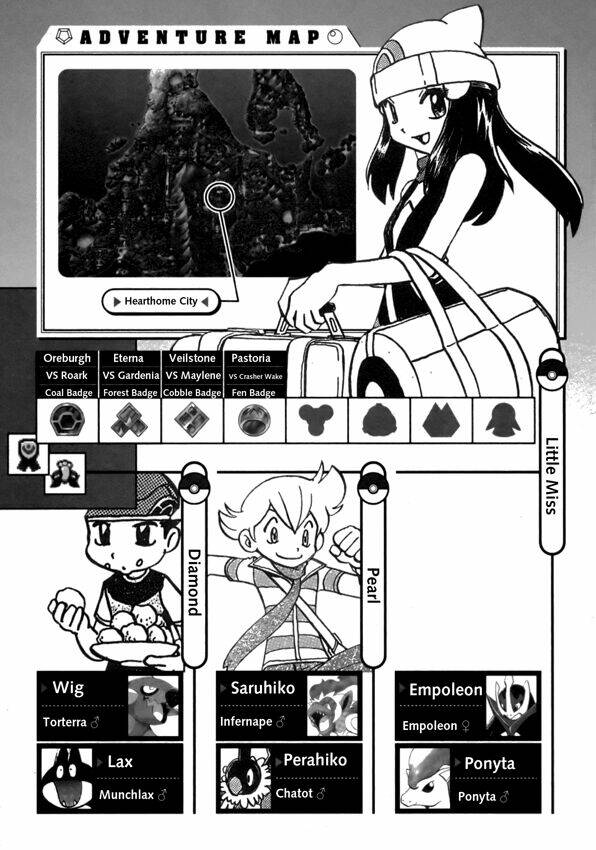 ADVENTURE MAP
Hearthome City
Oreburgh
VS Roark
Coal Badge
Eterna
VS Gardenia
Forest Badge
Veilstone
VS Maylene
Cobble Badge
Pastoria
VS Crasher Wake
Fen Badge
Little Miss
Diamond
Pearl
Wig
Torterra ♂
Lax
Munchlax ♂
Saruhiko
Infernape ♂
Perahiko
Chatot ♂
Empoleon
Empoleon ♀
Ponyta
Ponyta ♂